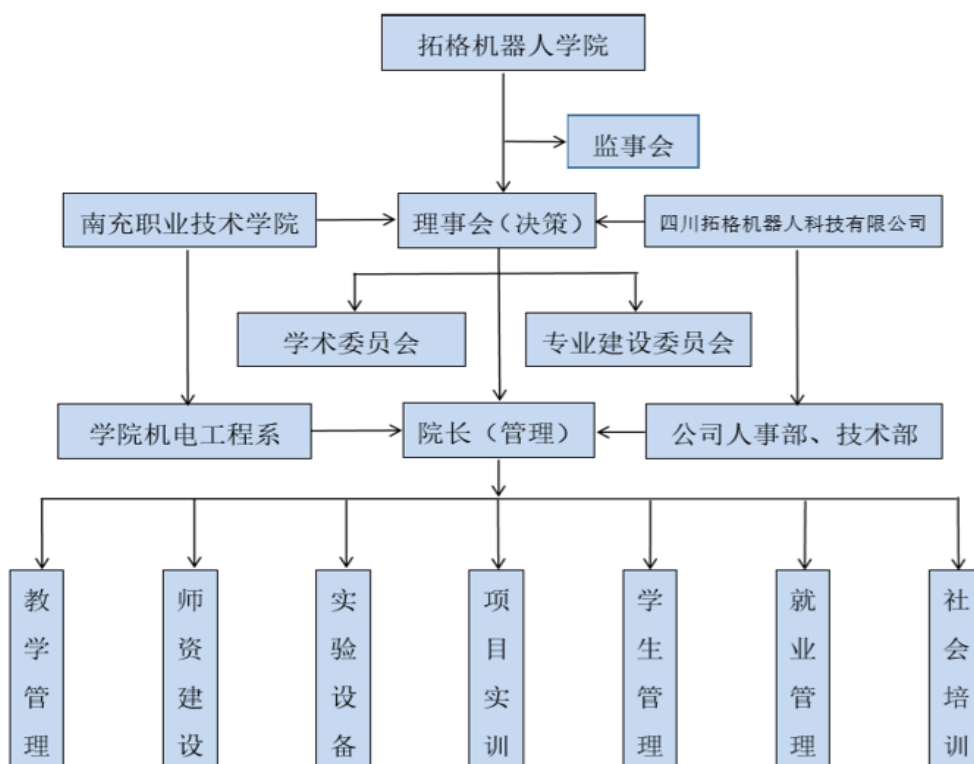 拓格机器人学院
监事会
南充职业技术学院
理事会（决策）
四川拓格机器人科技有限公司
学术委员会
专业建设委员会
学院机电工程系
院长（管理）
公司人事部、技术部
教学管理
师资建设
实验设备
项目实训
学生管理
就业管理
社会培训